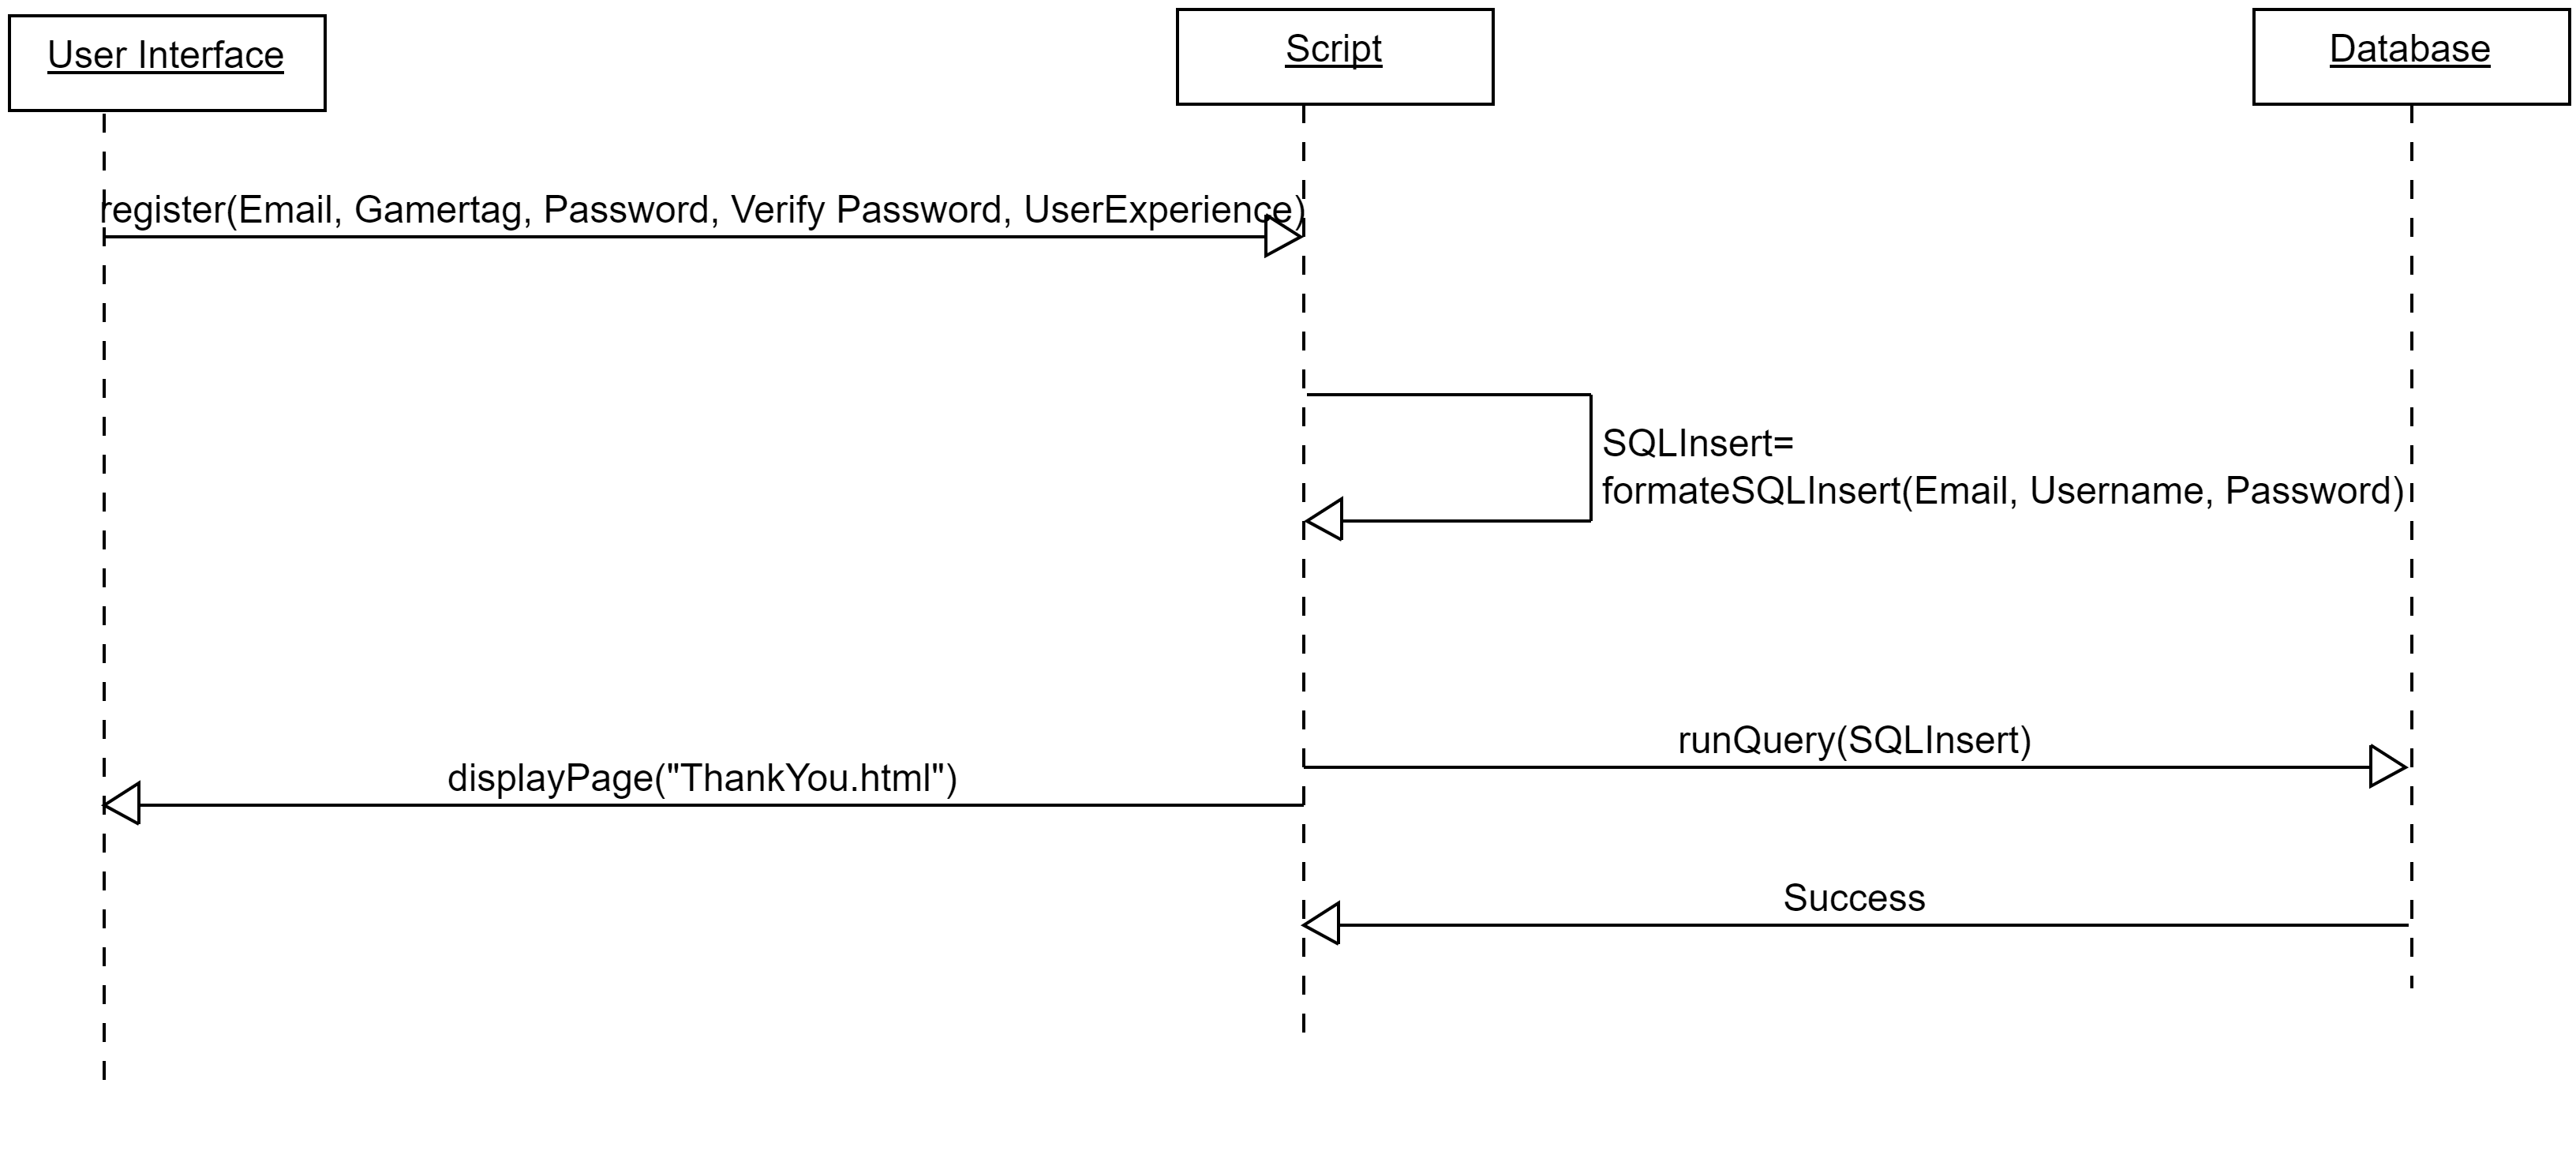 User Interface
Script
Database
register(Email, Gamertag, Password, Verify Password, UserExperience)
SQLInsert=
formateSQLInsert(Email, Username, Password)
runQuery(SQLInsert)
displayPage("ThankYou.html")
Success